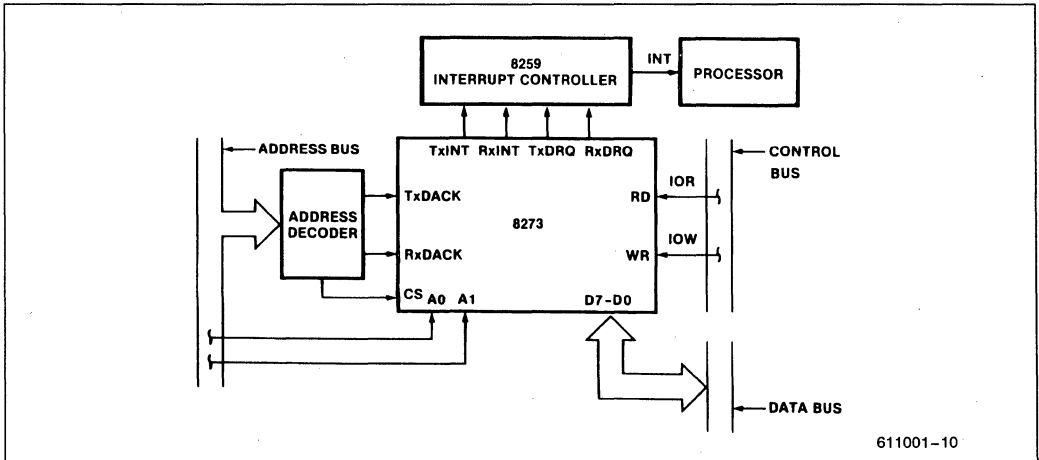 8259
INTERRUPT CONTROLLER
INT
PROCESSOR
ADDRESS BUS
TxINT RxINT TxDRQ RxDRQ
CONTROL
BUS
ADDRESS
DECODER
TxDACK
RxDACK
8273
RD
IOR
WR
IOW
CS A0 A1
D7-D0
DATA BUS
611001-10